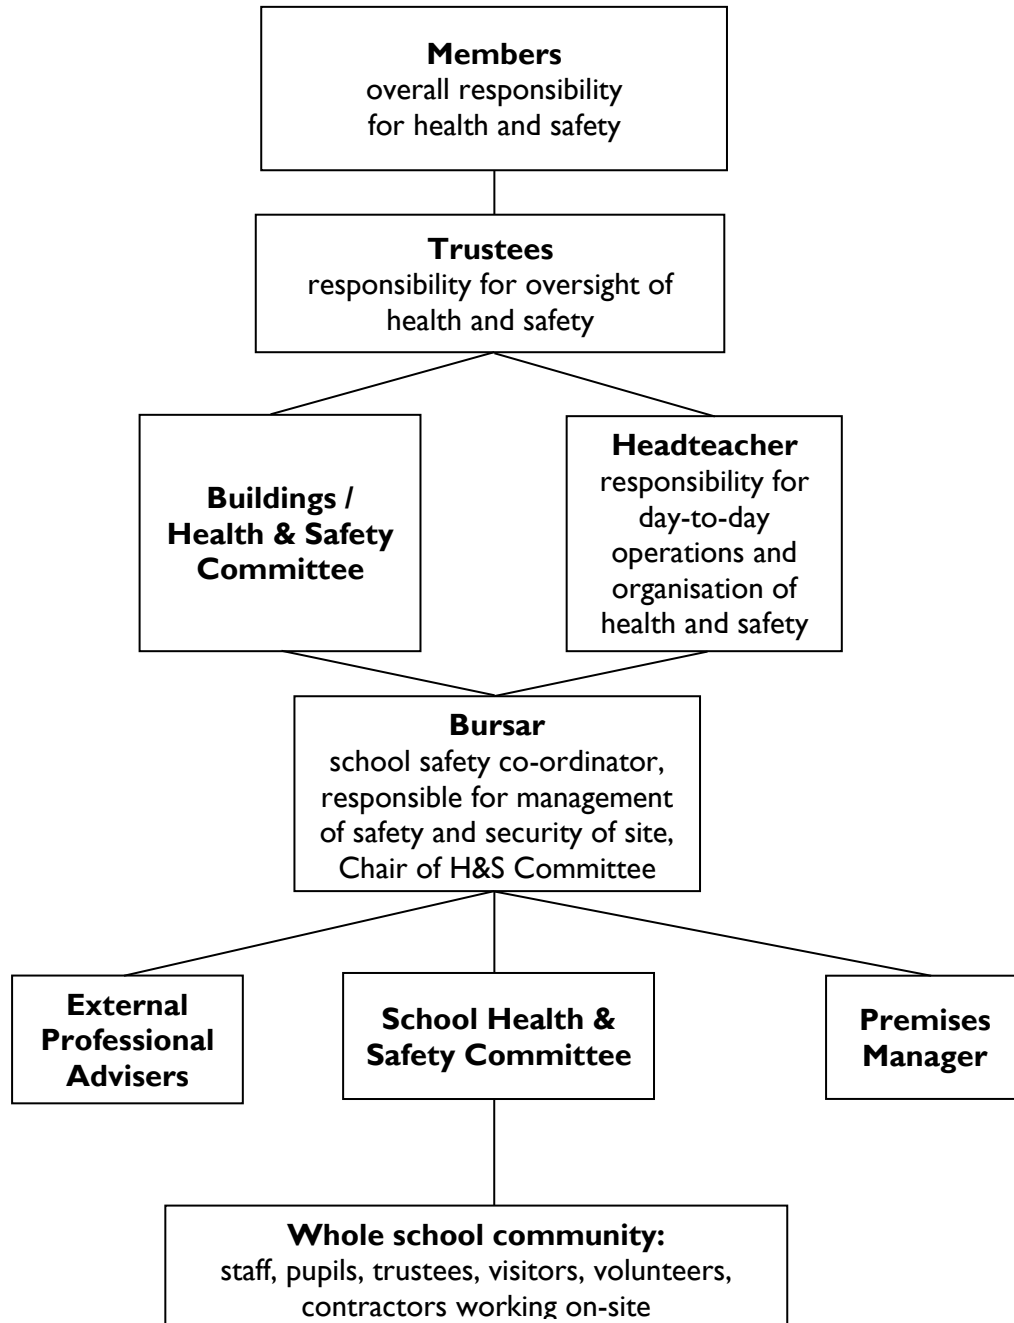 Members
overall responsibility
for health and safety
Trustees
responsibility for oversight of
health and safety
Buildings /
Health & Safety
Committee
Headteacher
responsibility for
day-to-day
operations and
organisation of
health and safety
Bursar
school safety co-ordinator,
responsible for management
of safety and security of site,
Chair of H&S Committee
External
Professional
Advisers
School Health &
Safety Committee
Premises
Manager
Whole school community:
staff, pupils, trustees, visitors, volunteers,
contractors working on-site